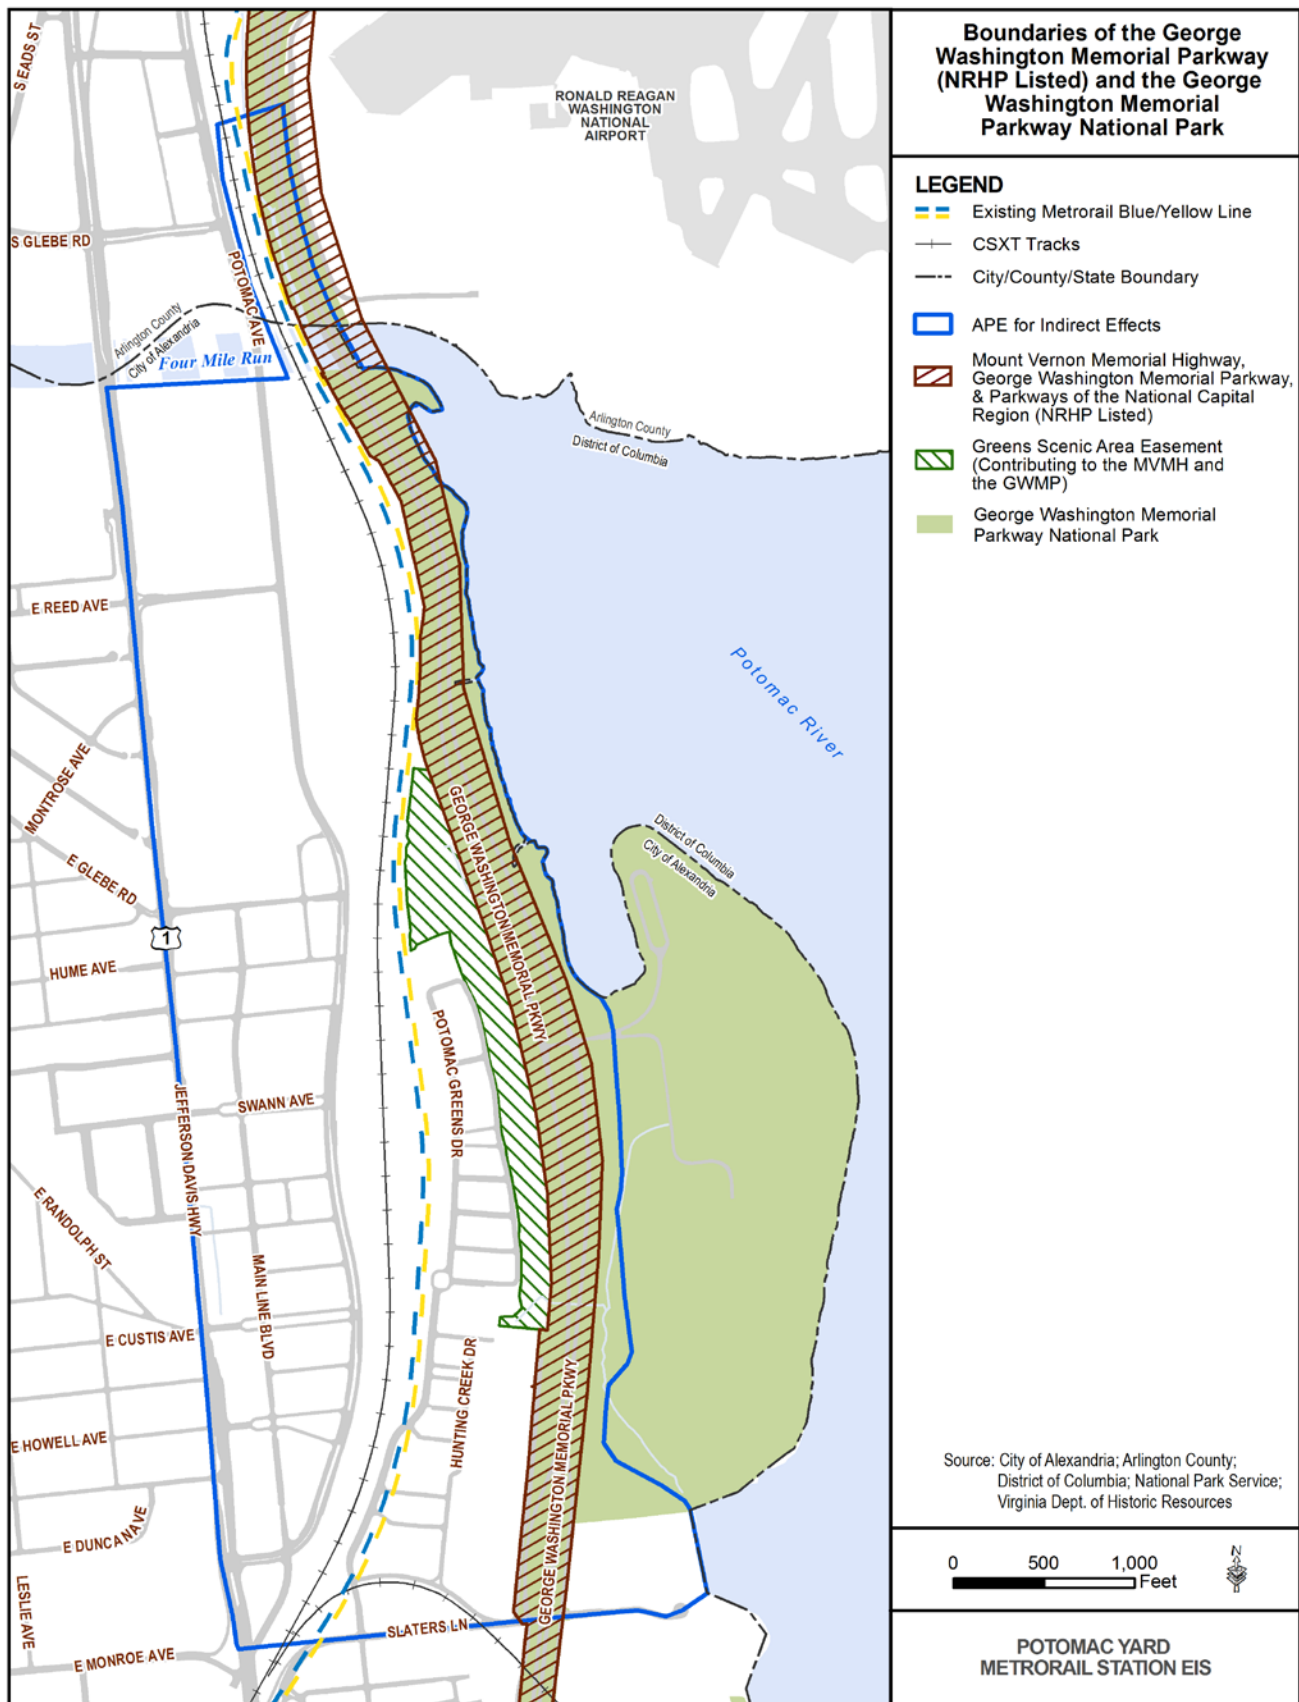 Boundaries of the George
Washington Memorial Parkway
(NRHP Listed) and the George
Washington Memorial
Parkway National Park
LEGEND
Existing Metrorail Blue/Yellow Line
CSXT Tracks
City/County/State Boundary
APE for Indirect Effects
Mount Vernon Memorial Highway,
George Washington Memorial Parkway,
& Parkways of the National Capital
Region (NRHP Listed)
Greens Scenic Area Easement
(Contributing to the MVMH and
the GWMP)
George Washington Memorial
Parkway National Park
S EADS ST
RONALD REAGAN
WASHINGTON
NATIONAL
AIRPORT
S GLEBE RD
POTOMAC AVE
Arlington County
City of Alexandria
Four Mile Run
Arlington County
District of Columbia
E REED AVE
Potomac River
MONTROSE AVE
GEORGE WASHINGTON MEMORIAL PKWY
District of Columbia
City of Alexandria
E GLEBE RD
1
HUME AVE
POTOMAC GREENS DR
JEFFERSON DAVIS HWY
SWANN AVE
E RANDOLPH ST
MAIN LINE BLVD
E CUSTIS AVE
HUNTING CREEK DR
GEORGE WASHINGTON MEMORIAL PKWY
E HOWELL AVE
E DUNCAN AVE
LESLIE AVE
SLATERS LN
E MONROE AVE
Source: City of Alexandria; Arlington County;
District of Columbia; National Park Service;
Virginia Dept. of Historic Resources
0 500 1,000
Feet
N
POTOMAC YARD
METRORAIL STATION EIS